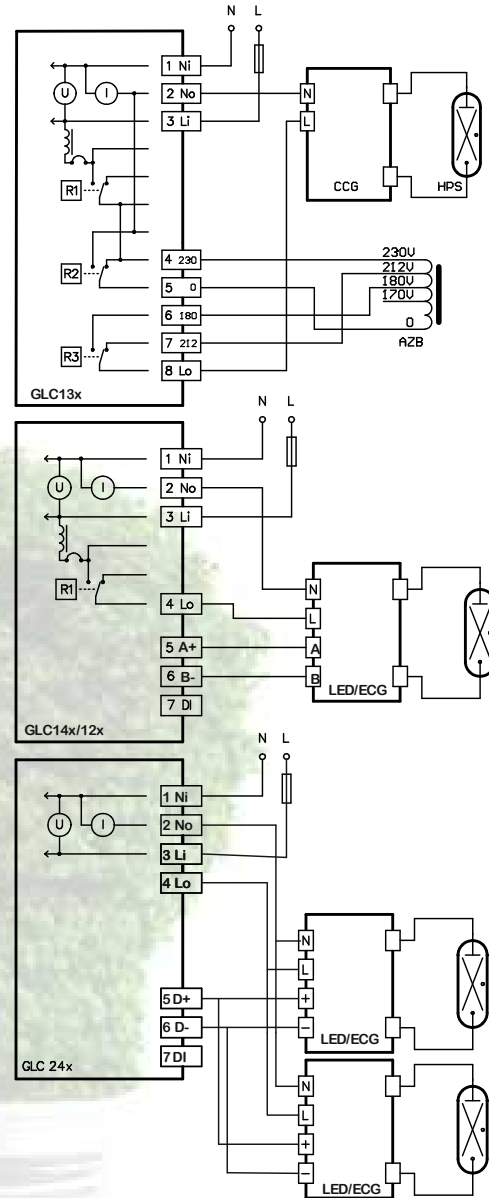 N L
1 Ni
2 No
3 Li
U I
R1
R2
R3
4 230
5 0
6 180
7 212
8 Lo
GLC13x
N
L
CCG
HPS
230V
212V
180V
170V
0
AZB
N L
1 Ni
2 No
3 Li
U I
R1
4 Lo
5 A+
6 B-
7 DI
GLC14x/12x
N
L
A
B
LED/ECG
N L
1 Ni
2 No
3 Li
4 Lo
U I
5 D+
6 D-
7 DI
GLC 24x
N
L
+
−
LED/ECG
N
L
+
−
LED/ECG